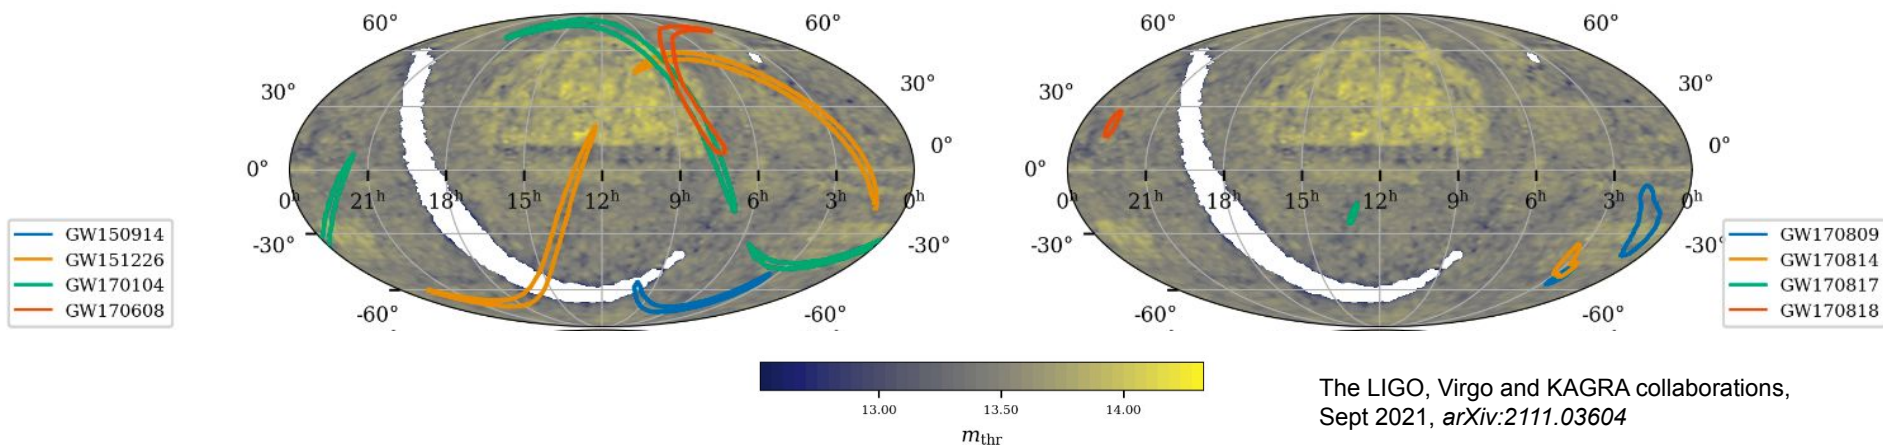 60°
60°
30°
30°
0°
0°
0ʰ
21ʰ
18ʰ
15ʰ
12ʰ
9ʰ
6ʰ
3ʰ
0ʰ
-30°
-30°
-60°
-60°
GW150914
GW151226
GW170104
GW170608
60°
60°
30°
30°
0°
0°
0ʰ
21ʰ
18ʰ
15ʰ
12ʰ
9ʰ
6ʰ
3ʰ
0ʰ
-30°
-30°
-60°
-60°
GW170809
GW170814
GW170817
GW170818
13.00
13.50
14.00
mthr
The LIGO, Virgo and KAGRA collaborations,
Sept 2021, arXiv:2111.03604